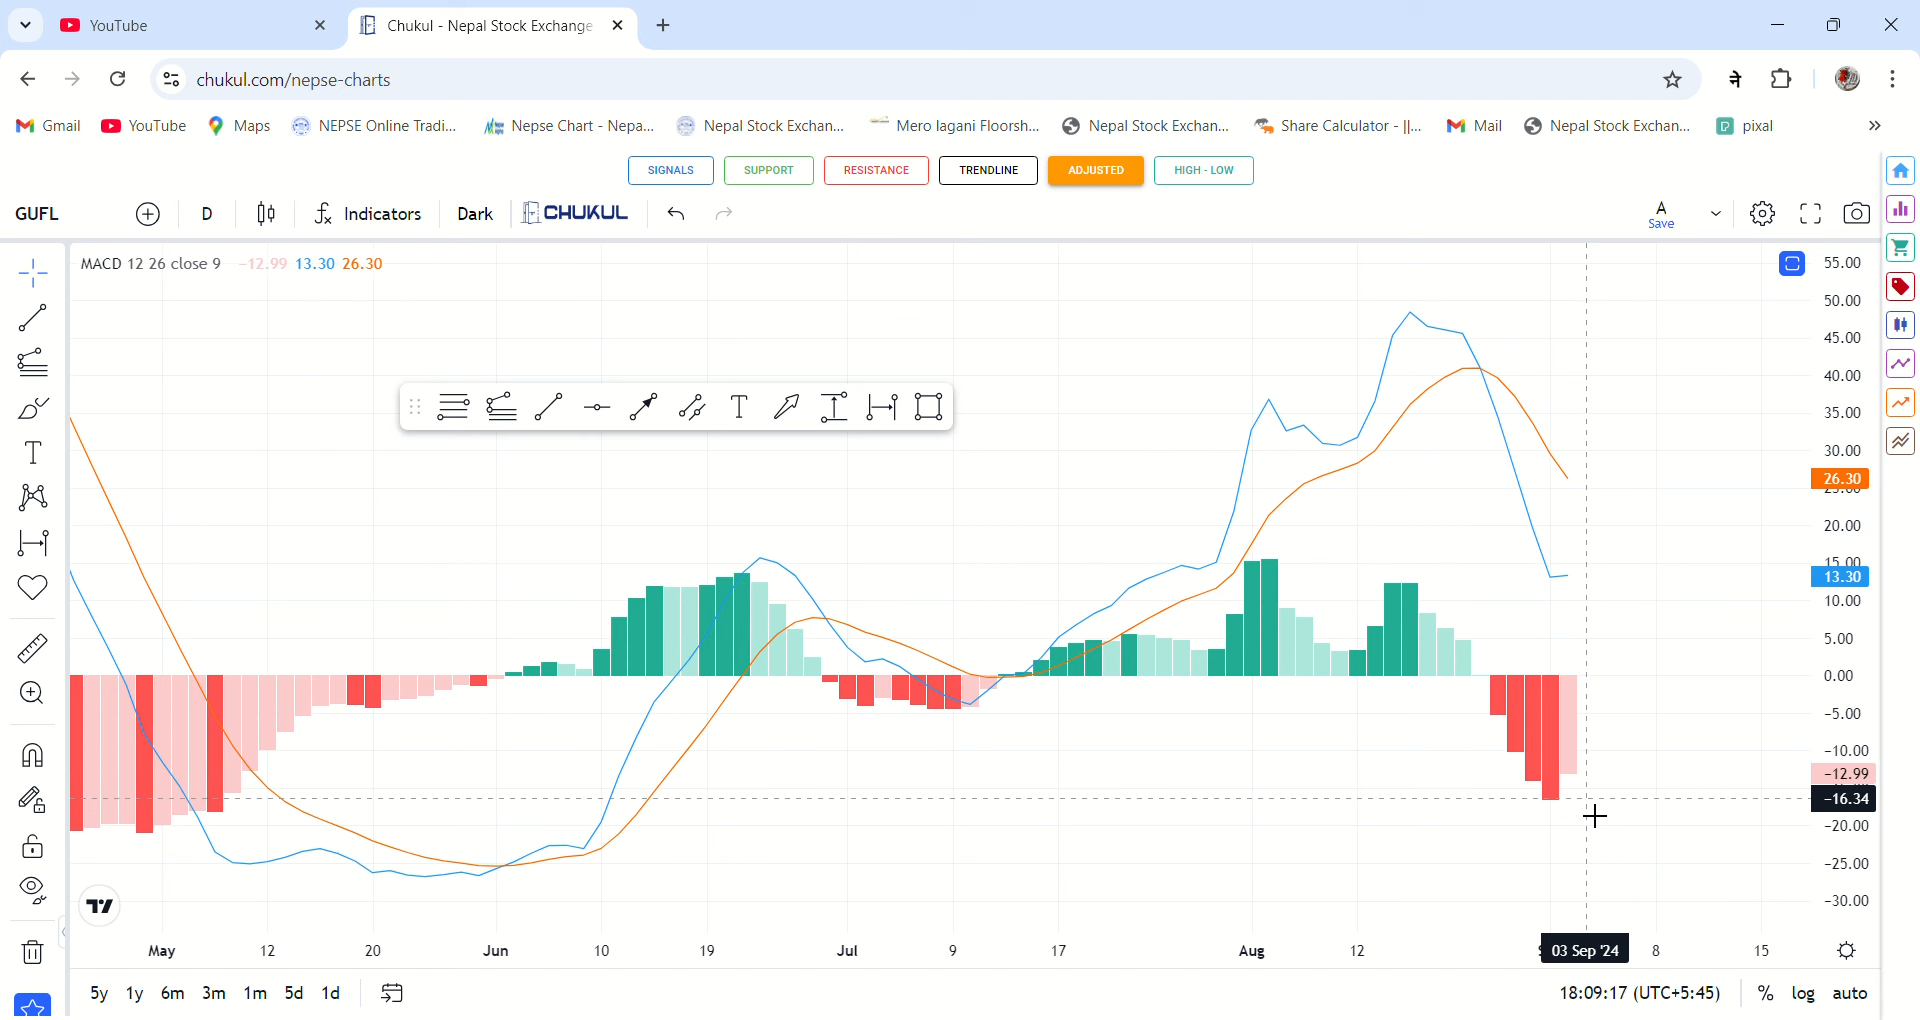 YouTube
Chukul - Nepal Stock Exchange
chukul.com/nepse-charts
ने
Gmail YouTube Maps NEPSE Online Tradi... Nepse Chart - Nepa... Nepal Stock Exchan... Mero lagani Floorsh... Nepal Stock Exchan... Share Calculator - ||... Mail Nepal Stock Exchan... pixal
SIGNALS SUPPORT RESISTANCE TRENDLINE ADJUSTED HIGH - LOW
GUFL D Indicators Dark CHUKUL A
Save
MACD 12 26 close 9 −12.99 13.30 26.30
55.00
50.00
45.00
40.00
35.00
30.00
26.30
25.00
20.00
15.00
13.30
10.00
5.00
0.00
−5.00
−10.00
−12.99
−16.34
−20.00
−25.00
−30.00
May 12 20 Jun 10 19 Jul 9 17 Aug 12 03 Sep '24 8 15
5y 1y 6m 3m 1m 5d 1d 18:09:17 (UTC+5:45) % log auto